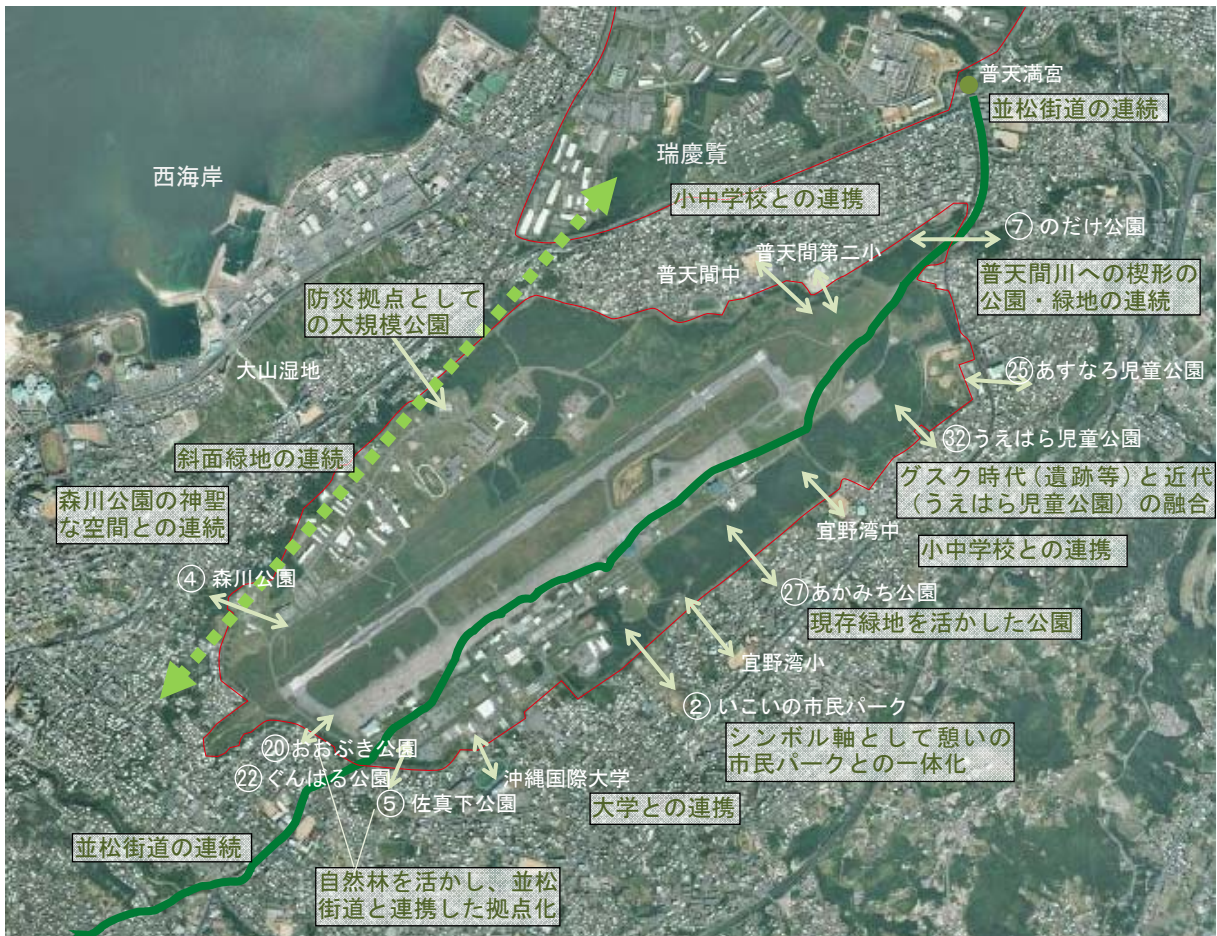 普天満宮
並松街道の連続
西海岸
瑞慶覧
小中学校との連携
⑦ のだけ公園
普天間第二小
普天間中
普天間川への楔形の
公園・緑地の連続
防災拠点として
の大規模公園
大山湿地
㉕あすなろ児童公園
㉜うえはら児童公園
斜面緑地の連続
グスク時代(遺跡等)と近代
(うえはら児童公園)の融合
森川公園の神聖
な空間との連続
宜野湾中
小中学校との連携
④ 森川公園
㉗あかみち公園
現存緑地を活かした公園
宜野湾小
② いこいの市民パーク
シンボル軸として憩いの
市民パークとの一体化
⑳おおぶき公園
㉒ぐんはる公園
沖縄国際大学
⑤ 佐真下公園
大学との連携
並松街道の連続
自然林を活かし、並松
街道と連携した拠点化